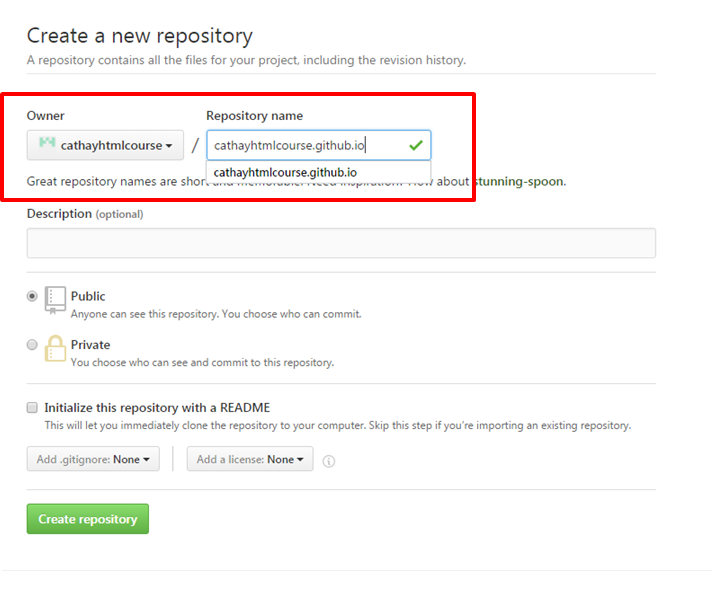 Create a new repository
A repository contains all the files for your project, including the revision history.
Owner
Repository name
cathayhtmlcourse / cathayhtmlcourse.github.io
cathayhtmlcourse.github.io
Great repository names are short and memorable. Need inspiration? How about stunning-spoon.
Description (optional)
Public
Anyone can see this repository. You choose who can commit.
Private
You choose who can see and commit to this repository.
Initialize this repository with a README
This will let you immediately clone the repository to your computer. Skip this step if you're importing an existing repository.
Add .gitignore: None
Add a license: None
Create repository